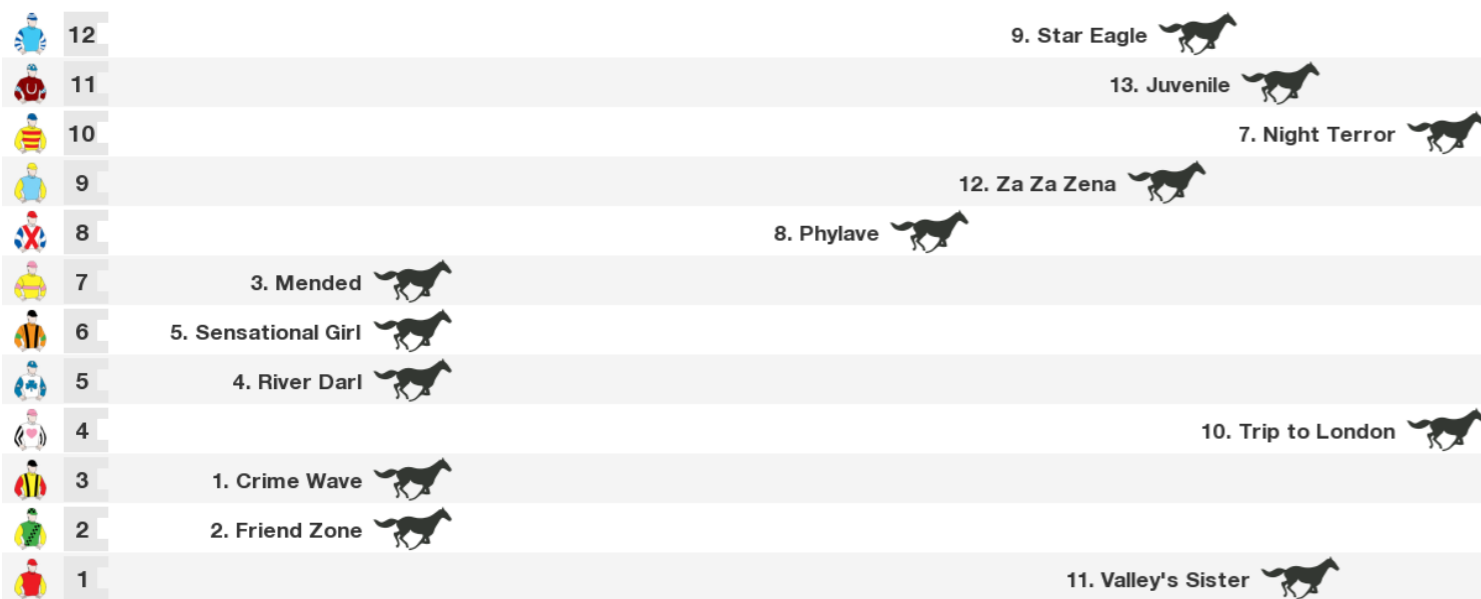 12 9. Star Eagle
11 13. Juvenile
10 7. Night Terror
9 12. Za Za Zena
8 8. Phylave
7 3. Mended
6 5. Sensational Girl
5 4. River Darl
4 10. Trip to London
3 1. Crime Wave
2 2. Friend Zone
1 11. Valley's Sister